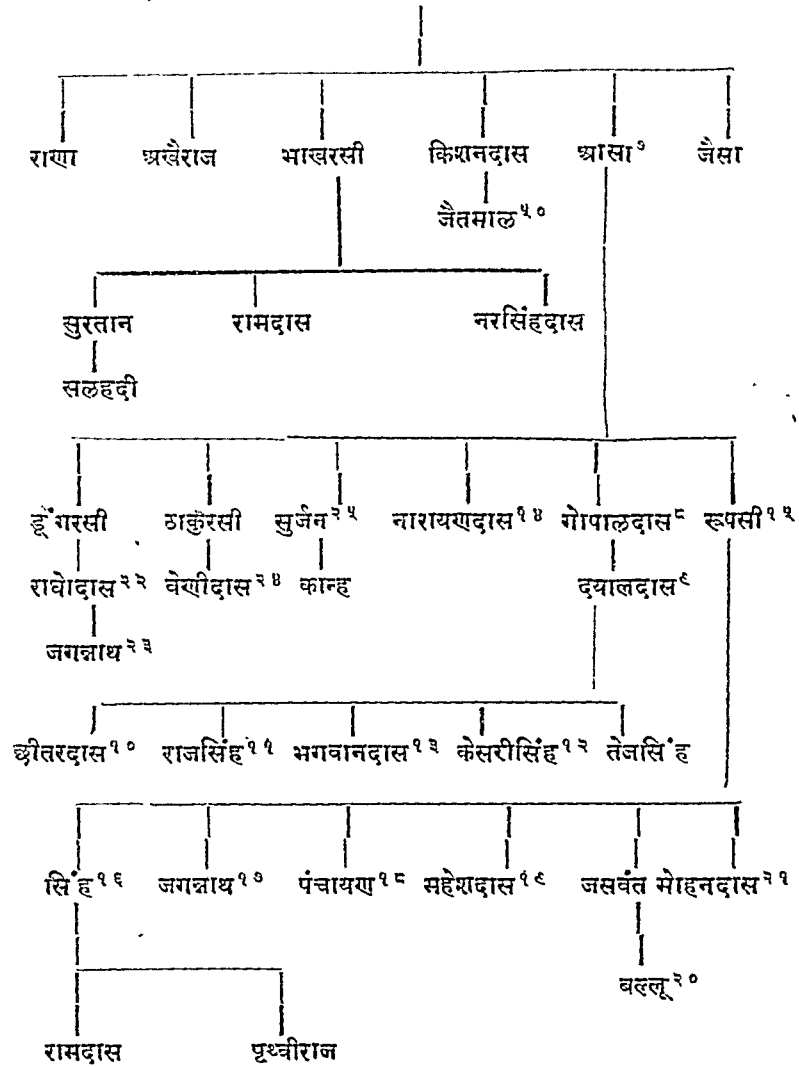 राणा अखैराज भाखरसी किशनदास आसा७ जैसा
जैतमाल५०
सुरतान रामदास नरसिंहदास
सलहदी
डूँगरसी ठाकुरसी सुर्जन२५ नारायणदास१४ गोपालदास८ रूपसी१५
राघोदास२२ वेणीदास२४ कान्ह दयालदास९
जगन्नाथ२३
छीतरदास१० राजसिंह११ भगवानदास१३ केसरीसिंह१२ तेजसिंह
सिंह१६ जगन्नाथ१७ पंचायण१८ महेशदास१९ जसवंत मोहनदास२१
बल्लू२०
रामदास पृथ्वीराज